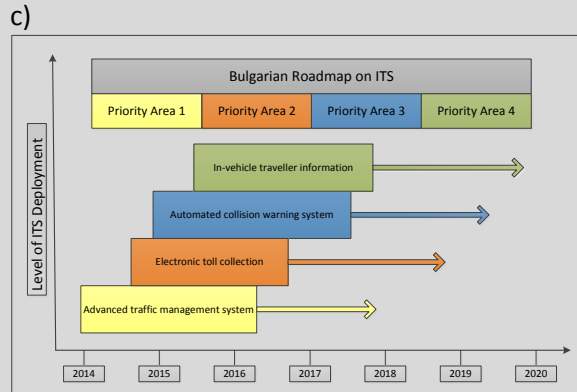 c)
Bulgarian Roadmap on ITS
Priority Area 1 Priority Area 2 Priority Area 3 Priority Area 4
In-vehicle traveller information
Automated collision warning system
Electronic toll collection
Advanced traffic management system
Level of ITS Deployment
2014 2015 2016 2017 2018 2019 2020